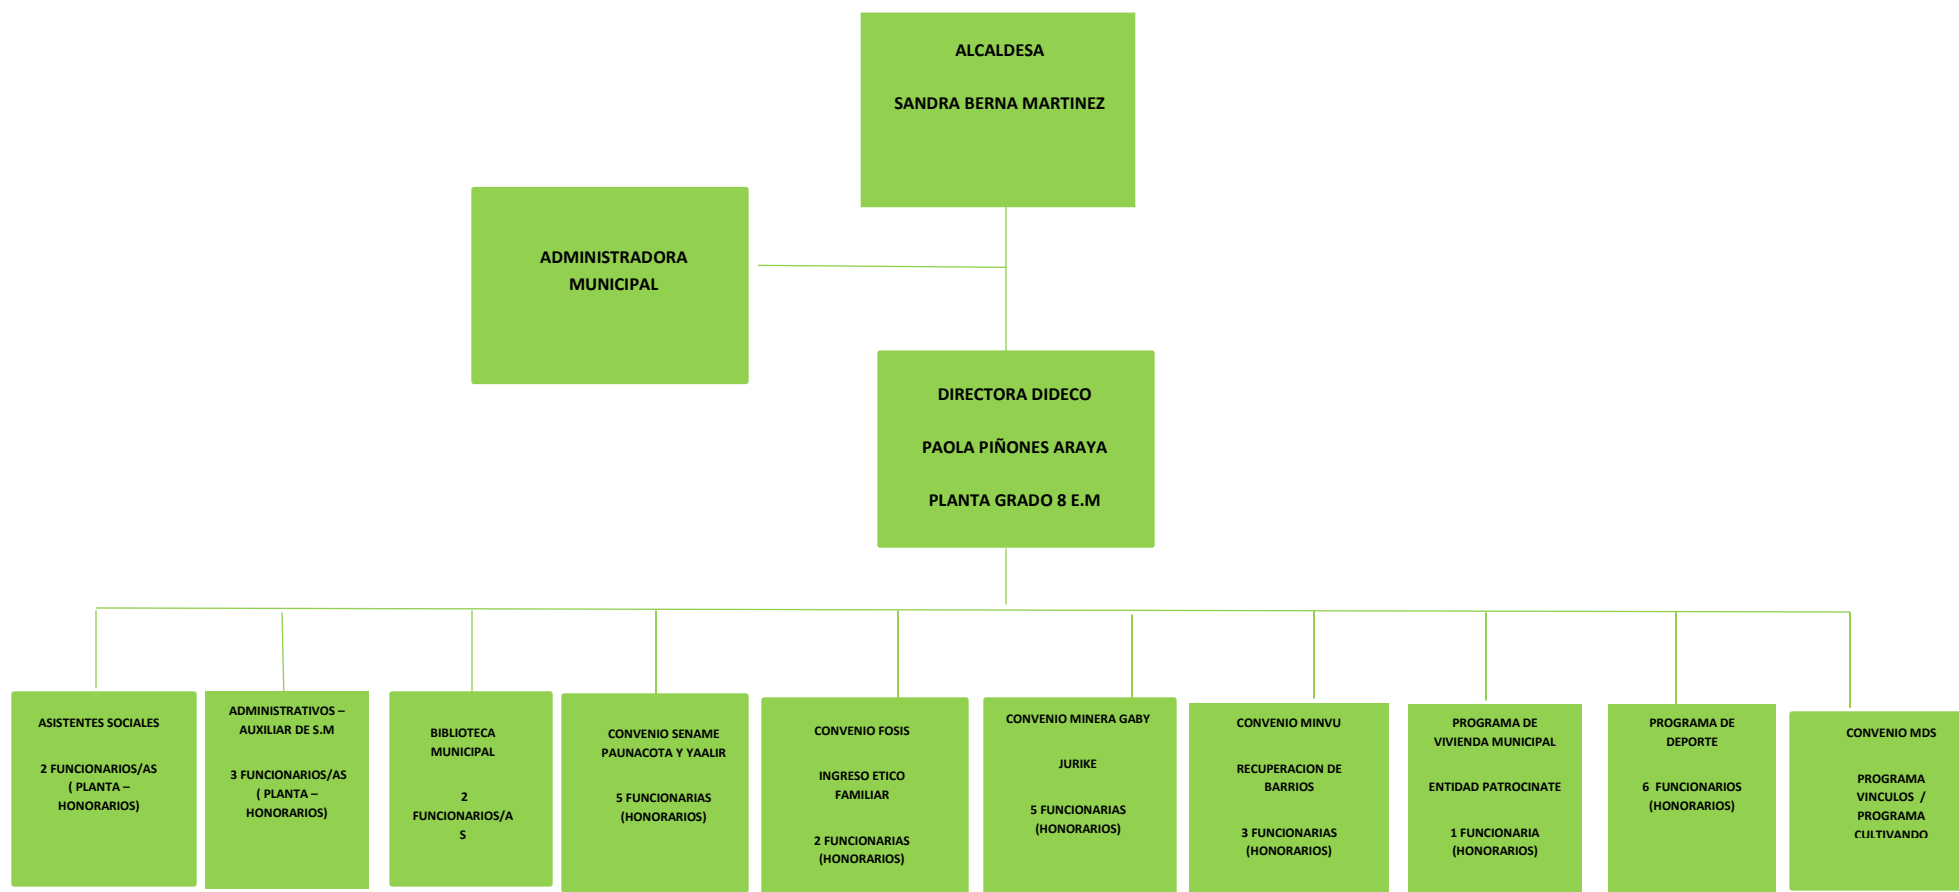 ALCALDESA
SANDRA BERNA MARTINEZ
ADMINISTRADORA
MUNICIPAL
DIRECTORA DIDECO
PAOLA PIÑONES ARAYA
PLANTA GRADO 8 E.M
ASISTENTES SOCIALES
2 FUNCIONARIOS/AS
( PLANTA –
HONORARIOS)
ADMINISTRATIVOS –
AUXILIAR DE S.M
3 FUNCIONARIOS/AS
( PLANTA –
HONORARIOS)
BIBLIOTECA
MUNICIPAL
2
FUNCIONARIOS/A
S
CONVENIO SENAME
PAUNACOTA Y YAALIR
5 FUNCIONARIAS
(HONORARIOS)
CONVENIO FOSIS
INGRESO ETICO
FAMILIAR
2 FUNCIONARIAS
(HONORARIOS)
CONVENIO MINERA GABY
JURIKE
5 FUNCIONARIAS
(HONORARIOS)
CONVENIO MINVU
RECUPERACION DE
BARRIOS
3 FUNCIONARIAS
(HONORARIOS)
PROGRAMA DE
VIVIENDA MUNICIPAL
ENTIDAD PATROCINATE
1 FUNCIONARIA
(HONORARIOS)
PROGRAMA DE
DEPORTE
6 FUNCIONARIOS
(HONORARIOS)
CONVENIO MDS
PROGRAMA
VINCULOS /
PROGRAMA
CULTIVANDO